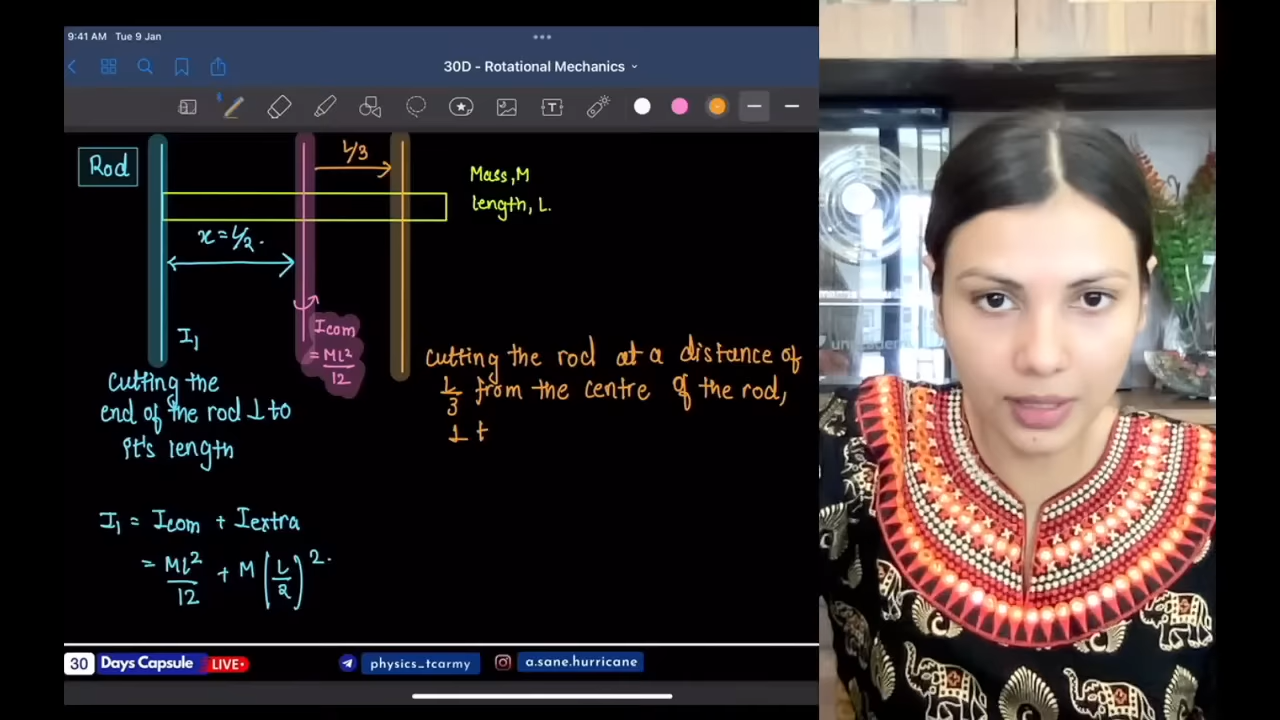 9:41 AM Tue 9 Jan
30D - Rotational Mechanics
Rod
L/3
Mass, M
length, L.
x = L/2.
I₁
Icom
= ML²/12
Cutting the
end of the rod ⊥ to
it's length
Cutting the rod at a distance of
L/3 from the centre of the rod,
⊥ t
I₁ = Icom + Iextra
= ML²/12 + M (L/2)².
30 Days Capsule LIVE
physics_tcarmy
a.sane.hurricane